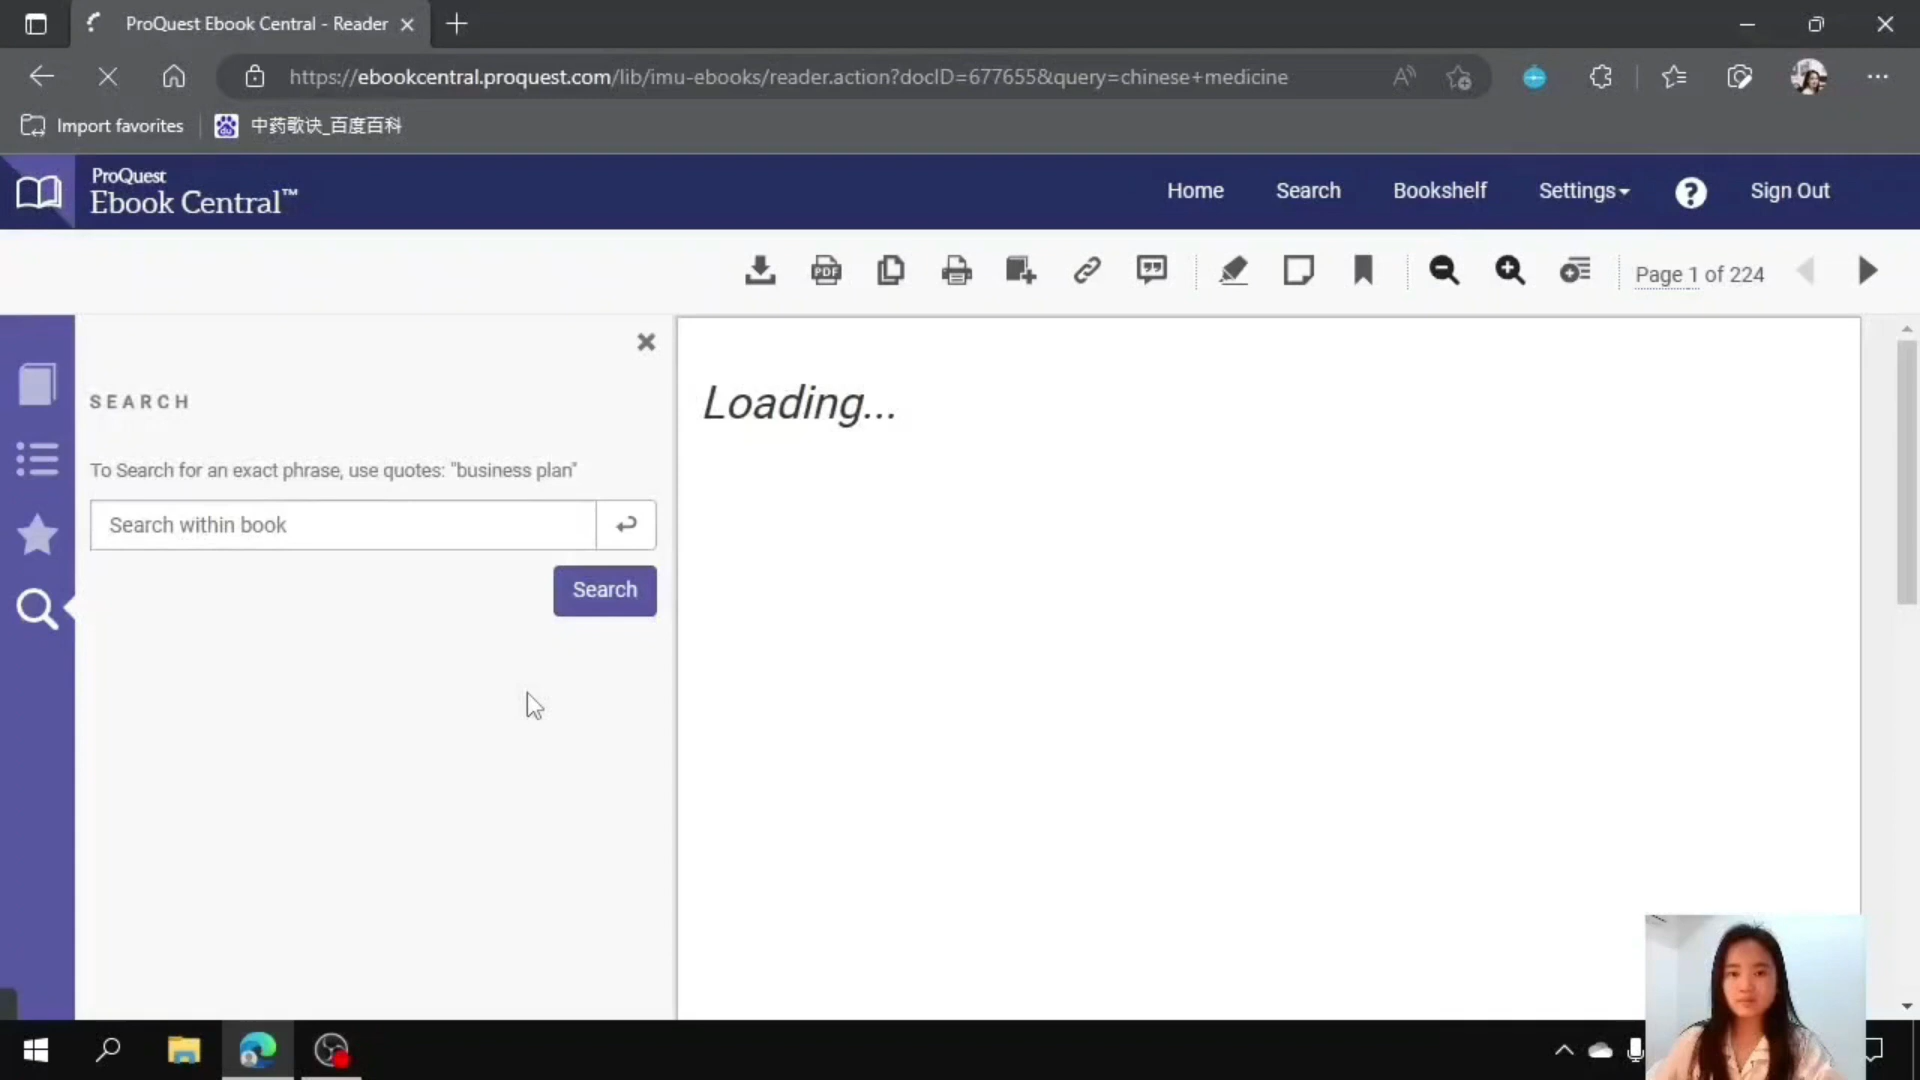 ProQuest Ebook Central - Reader
https://ebookcentral.proquest.com/lib/imu-ebooks/reader.action?docID=677655&query=chinese+medicine
Import favorites
中药歌诀_百度百科
ProQuest
Ebook Central™
Home
Search
Bookshelf
Settings
?
Sign Out
PDF
Page 1 of 224
SEARCH
To Search for an exact phrase, use quotes: "business plan"
Search within book
Search
Loading...